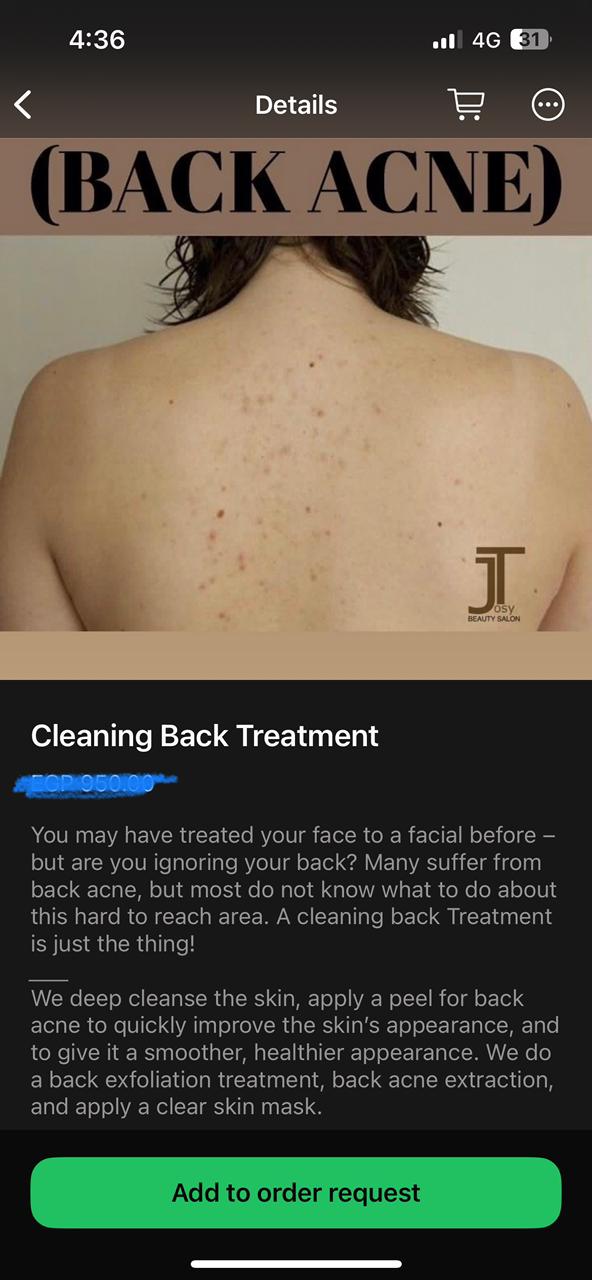 4:36
4G 31
Details
(BACK ACNE)
JT
osy
BEAUTY SALON
Cleaning Back Treatment
EGP 950.00
You may have treated your face to a facial before –
but are you ignoring your back? Many suffer from
back acne, but most do not know what to do about
this hard to reach area. A cleaning back Treatment
is just the thing!
We deep cleanse the skin, apply a peel for back
acne to quickly improve the skin’s appearance, and
to give it a smoother, healthier appearance. We do
a back exfoliation treatment, back acne extraction,
and apply a clear skin mask.
Add to order request